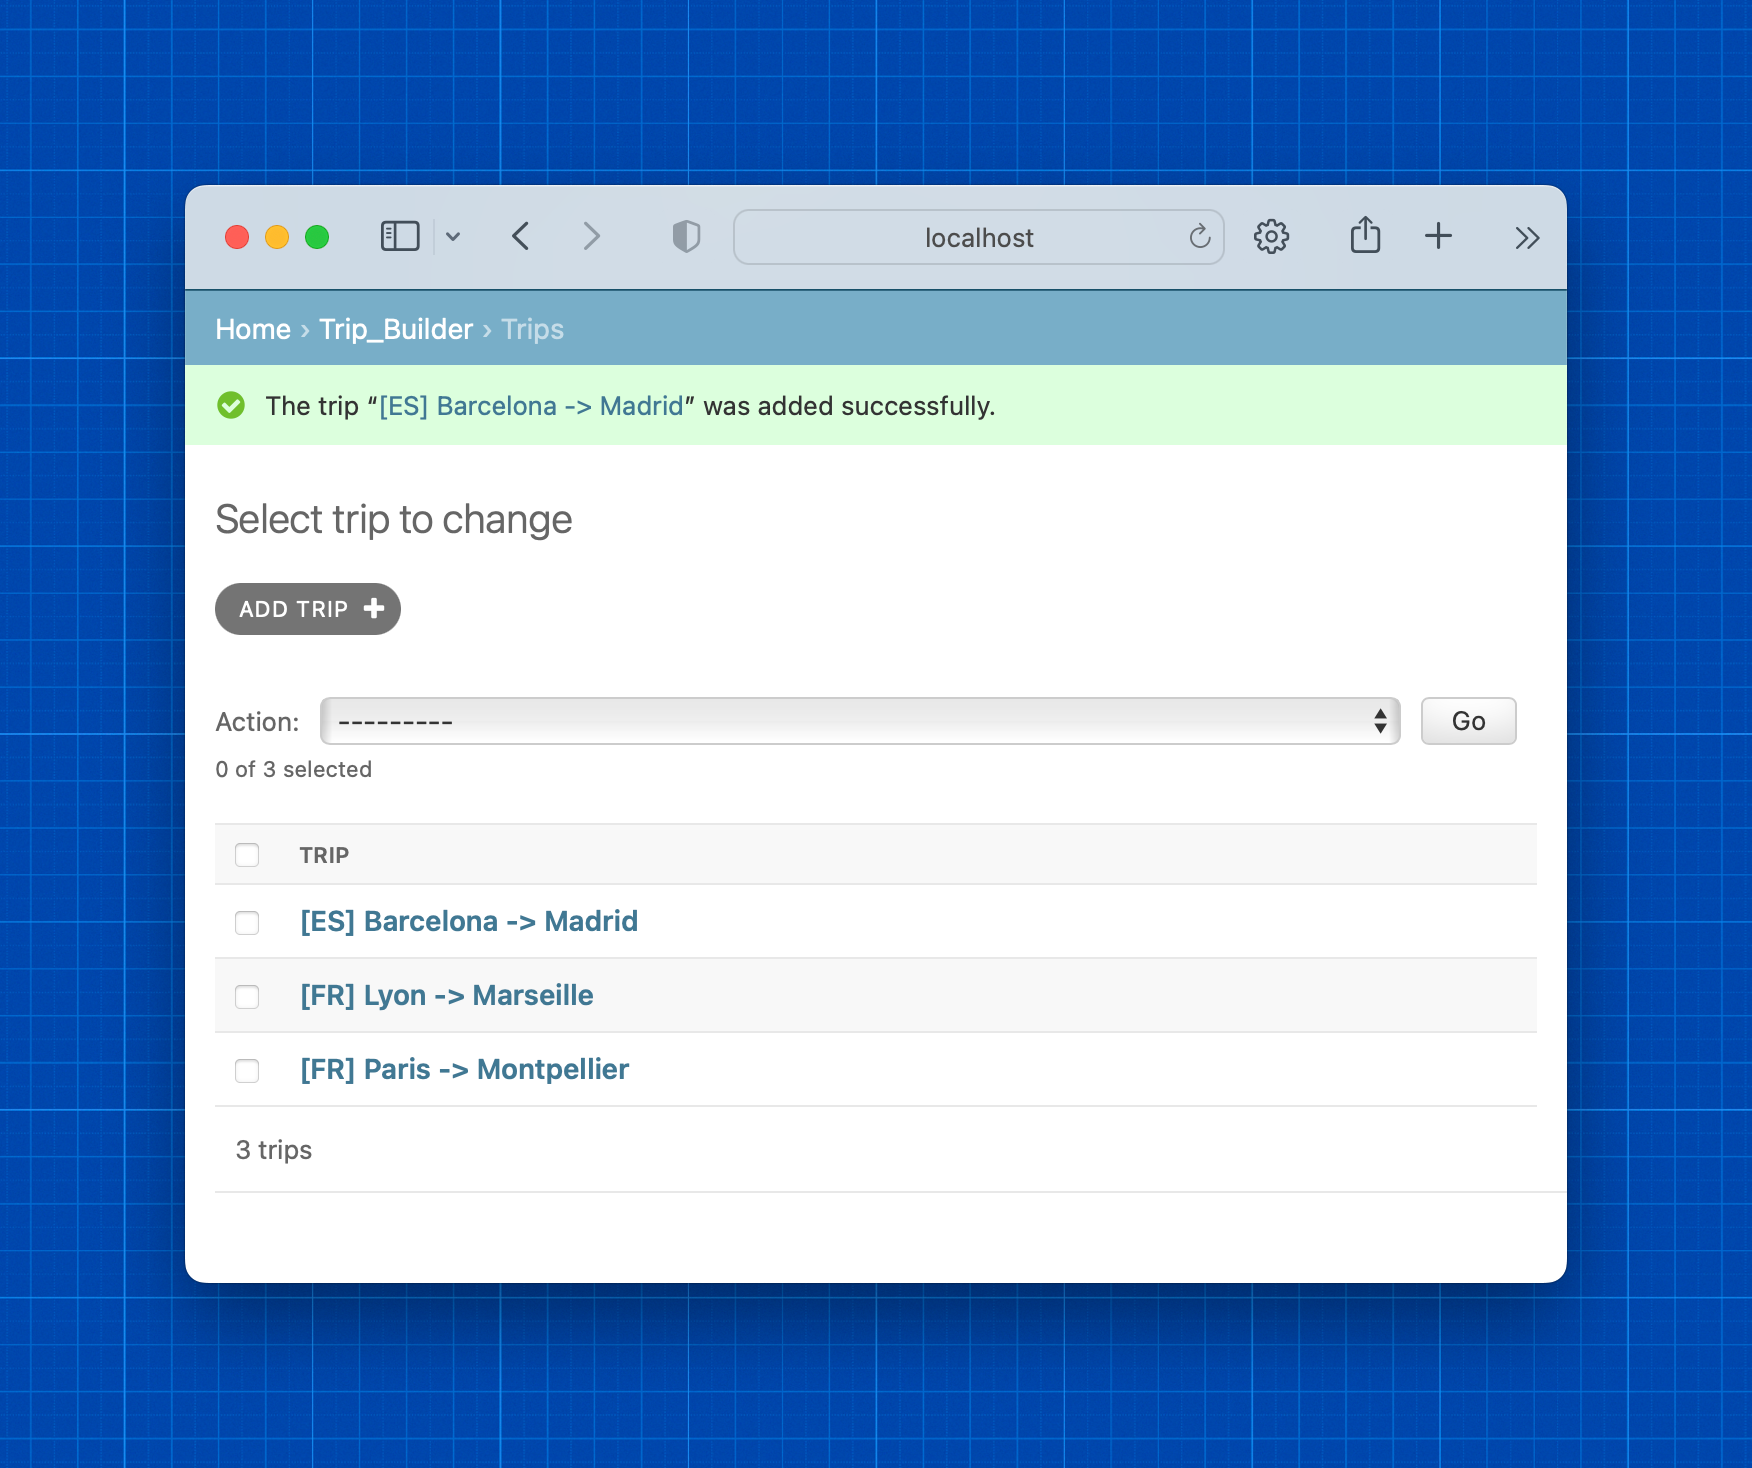 localhost
Home › Trip_Builder › Trips
The trip “[ES] Barcelona -> Madrid” was added successfully.
Select trip to change
ADD TRIP +
Action: --------- Go
0 of 3 selected
TRIP
[ES] Barcelona -> Madrid
[FR] Lyon -> Marseille
[FR] Paris -> Montpellier
3 trips